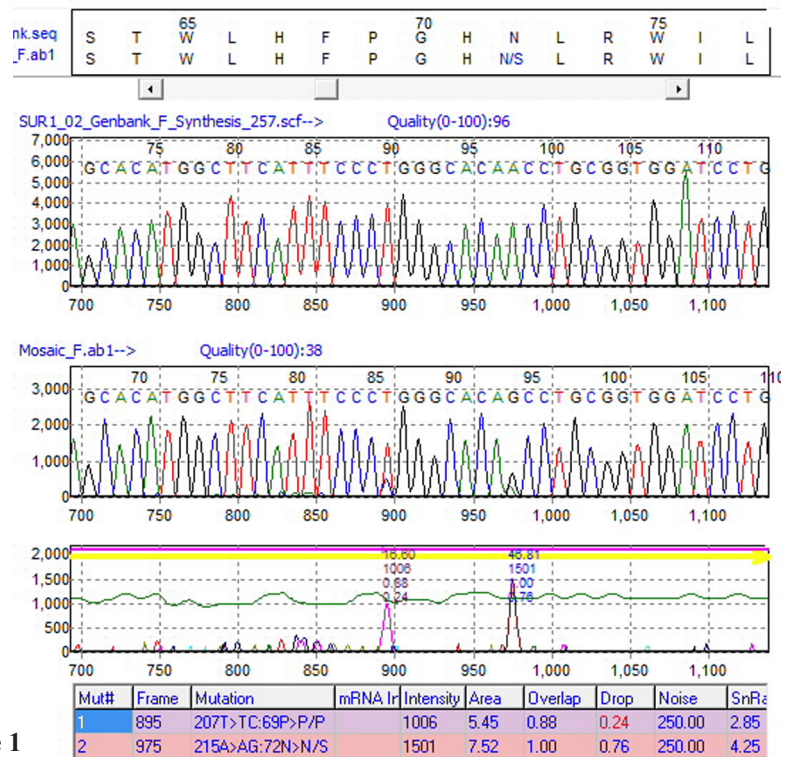 65 70 75
nk.seq S T W L H F P G H N L R W I L
_F.ab1 S T W L H F P G H N/S L R W I L
SUR1_02_Genbank_F_Synthesis_257.scf--> Quality(0-100):96
7,000 75 80 85 90 95 100 105 110
6,000 GCACATGGCTTCATTTCCCTGGGCACAACCTGCGGTGGATCCTG
5,000
4,000
3,000
2,000
1,000
0
700 750 800 850 900 950 1,000 1,050 1,100
Mosaic_F.ab1--> Quality(0-100):38
70 75 80 85 90 95 100 105 110
3,000 GCACATGGCTTCATTTCCCTGGGCACAGCCTGCGGTGGATCCTG
2,000
1,000
0
700 750 800 850 900 950 1,000 1,050 1,100
2,000 16.60 46.81
1,500 1006 1501
1,000 0.88 1.00
500 0.24 0.76
0
700 750 800 850 900 950 1,000 1,050 1,100
Mut# Frame Mutation mRNA Ir Intensity Area Overlap Drop Noise SnRa
1 895 207T>TC:69P>P/P 1006 5.45 0.88 0.24 250.00 2.85
2 975 215A>AG:72N>N/S 1501 7.52 1.00 0.76 250.00 4.25
e 1